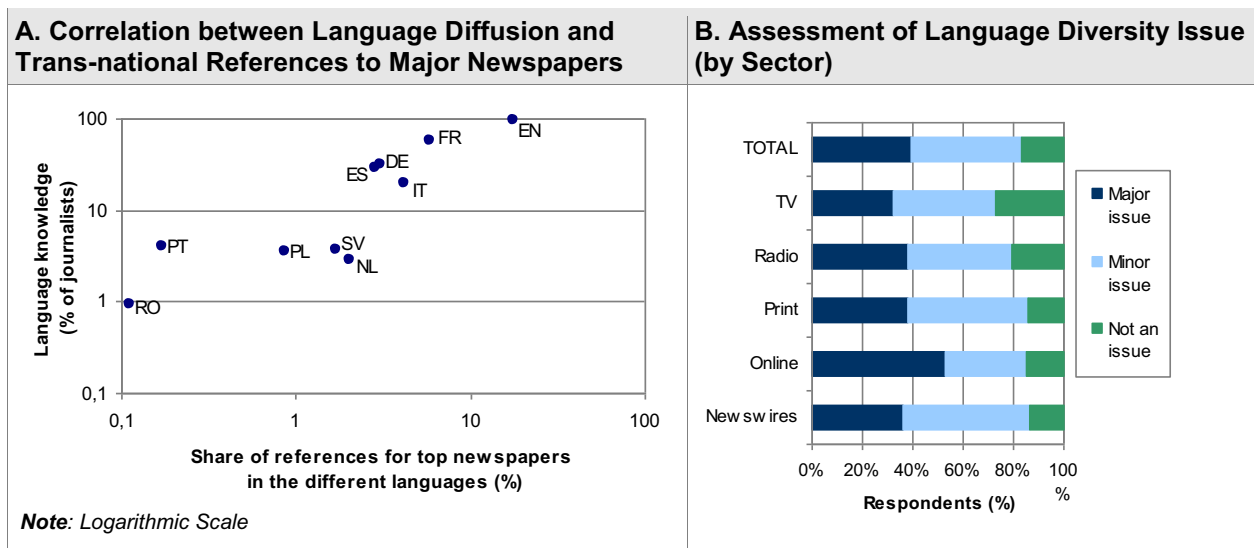 A. Correlation between Language Diffusion and
Trans-national References to Major Newspapers
100
10
1
0,1
0,1
1
10
100
Language knowledge
(% of journalists)
EN
FR
DE
ES
IT
SV
PT
PL
NL
RO
Share of references for top newspapers
in the different languages (%)
Note: Logarithmic Scale
B. Assessment of Language Diversity Issue
(by Sector)
TOTAL
TV
Radio
Print
Online
Newswires
0%
20%
40%
60%
80%
100
%
Respondents (%)
Major
issue
Minor
issue
Not an
issue